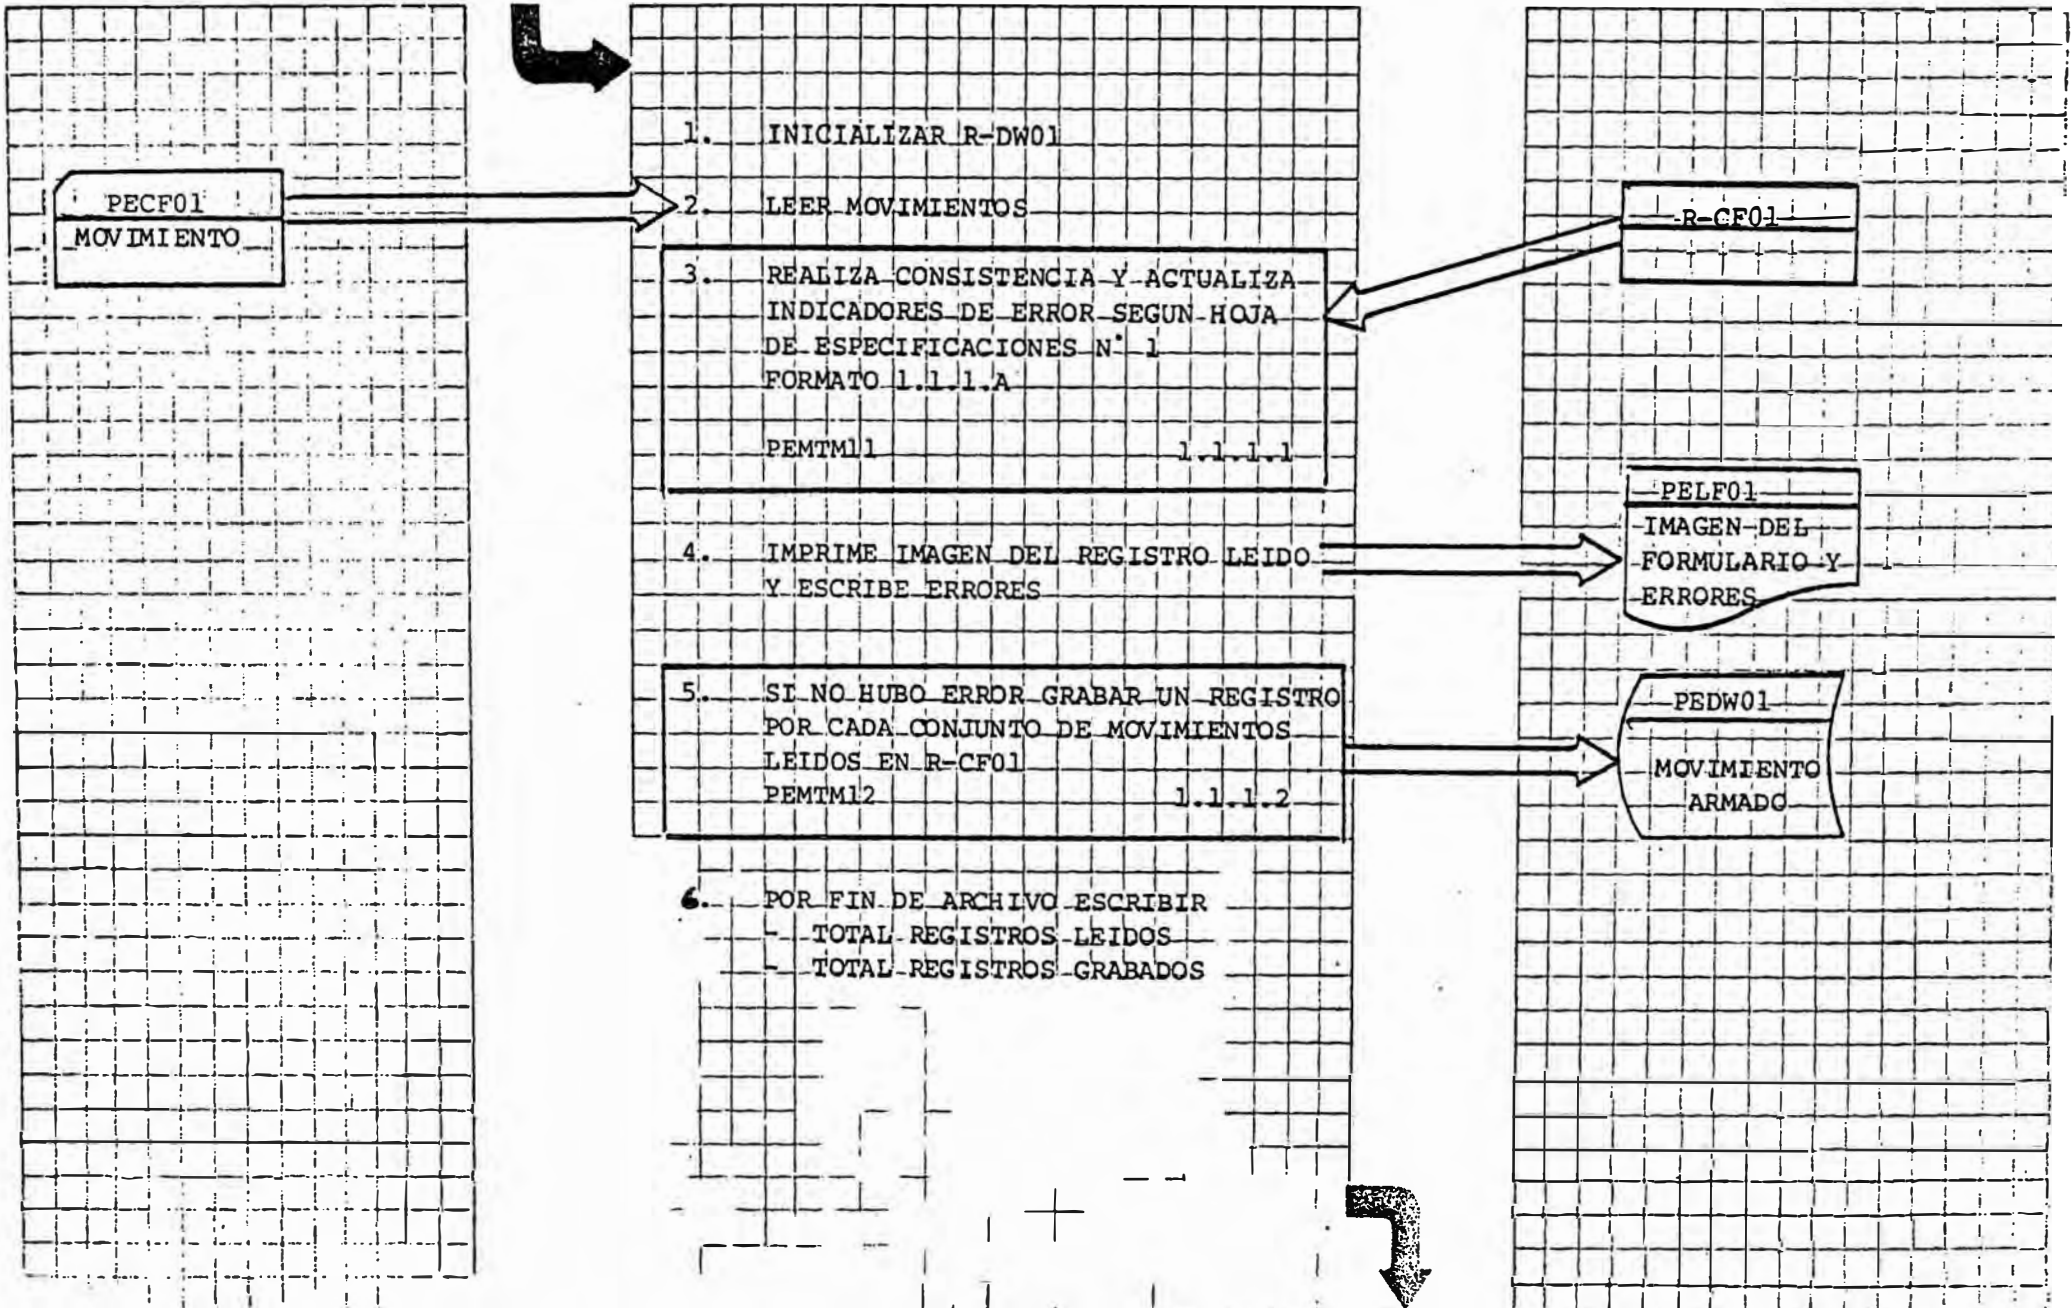 PECF01
MOVIMIENTO
1. INICIALIZAR R-DW01
2. LEER MOVIMIENTOS
3. REALIZA CONSISTENCIA Y ACTUALIZA
INDICADORES DE ERROR SEGUN HOJA
DE ESPECIFICACIONES N° 1
FORMATO 1.1.1.A
PEMTM11 1.1.1.1
4. IMPRIME IMAGEN DEL REGISTRO LEIDO
Y ESCRIBE ERRORES
5. SI NO HUBO ERROR GRABAR UN REGISTRO
POR CADA CONJUNTO DE MOVIMIENTOS
LEIDOS EN R-CF01
PEMTM12 1.1.1.2
6. POR FIN DE ARCHIVO ESCRIBIR
- TOTAL REGISTROS LEIDOS
- TOTAL REGISTROS GRABADOS
R-CF01
PELF01
IMAGEN DEL
FORMULARIO Y
ERRORES
PEDW01
MOVIMIENTO
ARMADO